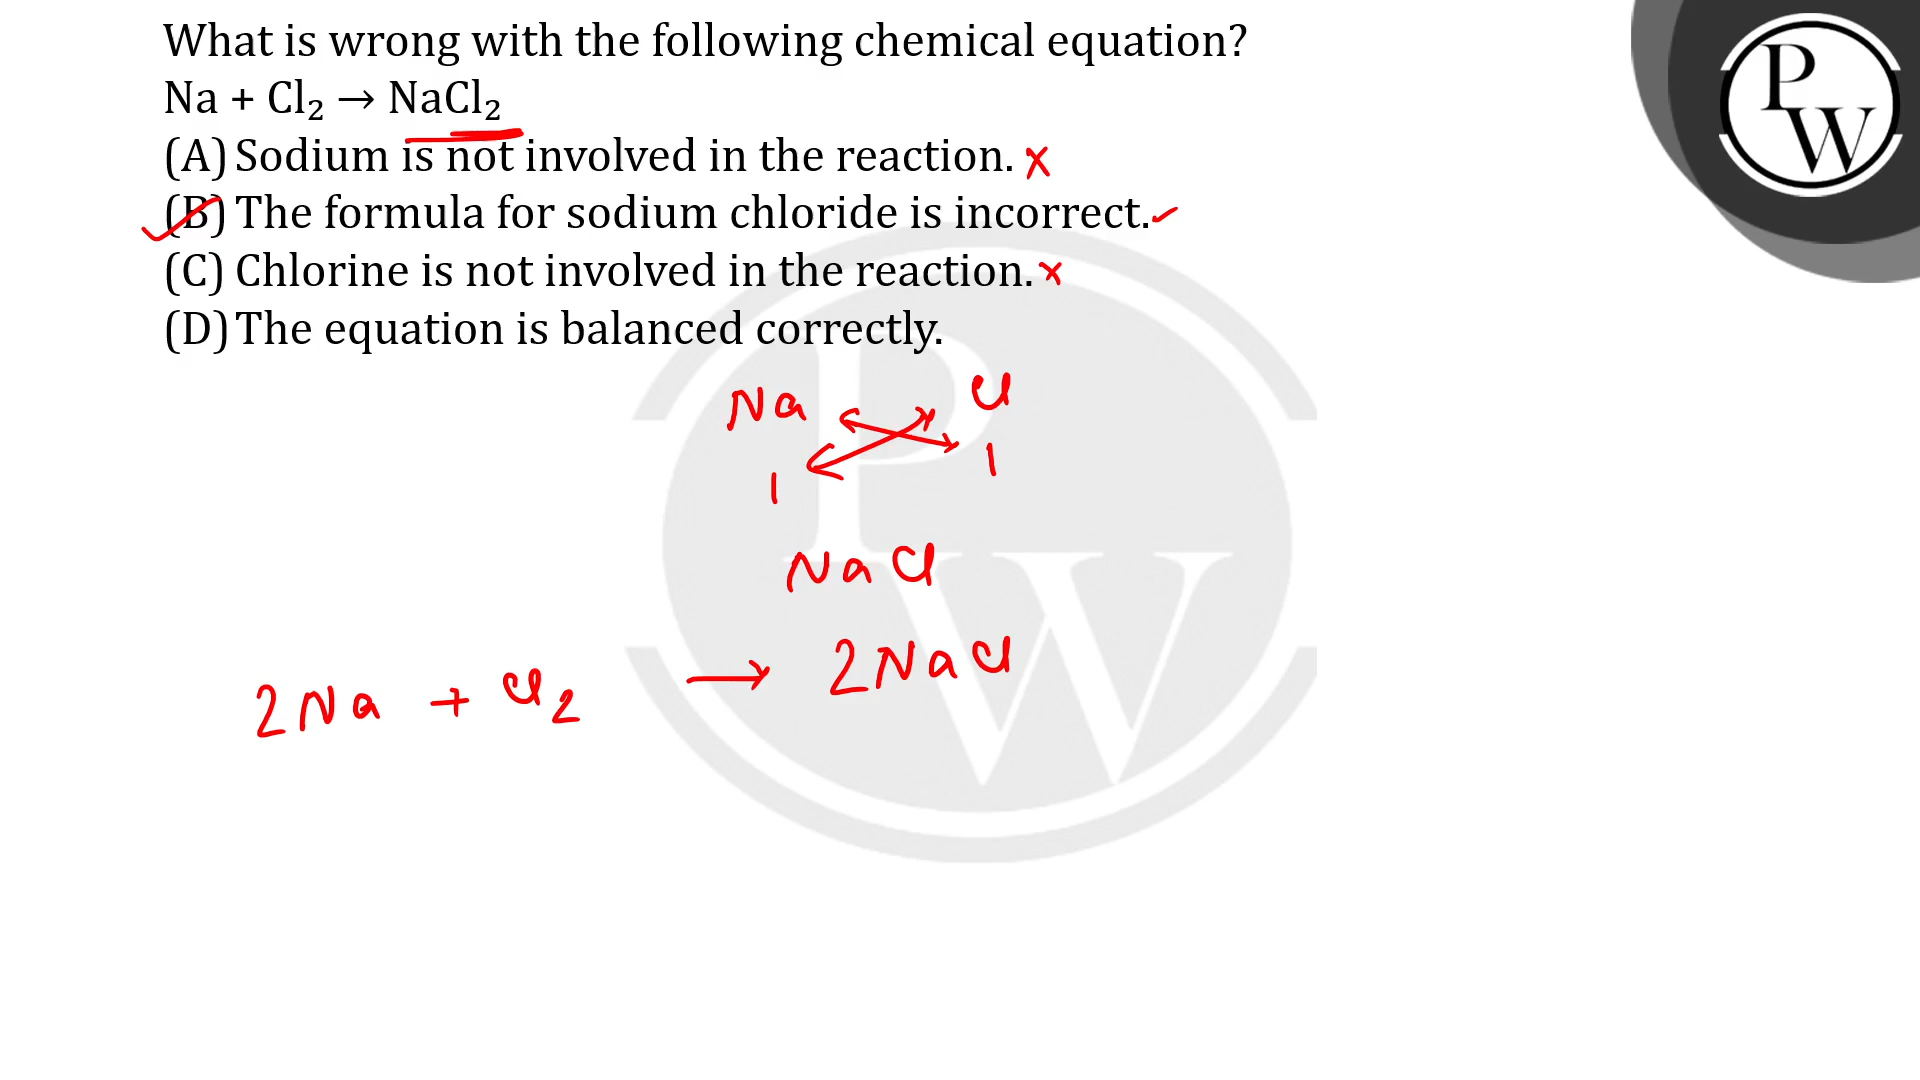 What is wrong with the following chemical equation?
Na + Cl₂ → NaCl₂
(A) Sodium is not involved in the reaction. x
(B) The formula for sodium chloride is incorrect. ✓
(C) Chlorine is not involved in the reaction. x
(D) The equation is balanced correctly.
Na Cl
1 1
NaCl
2Na + Cl₂ → 2NaCl
PW
PW